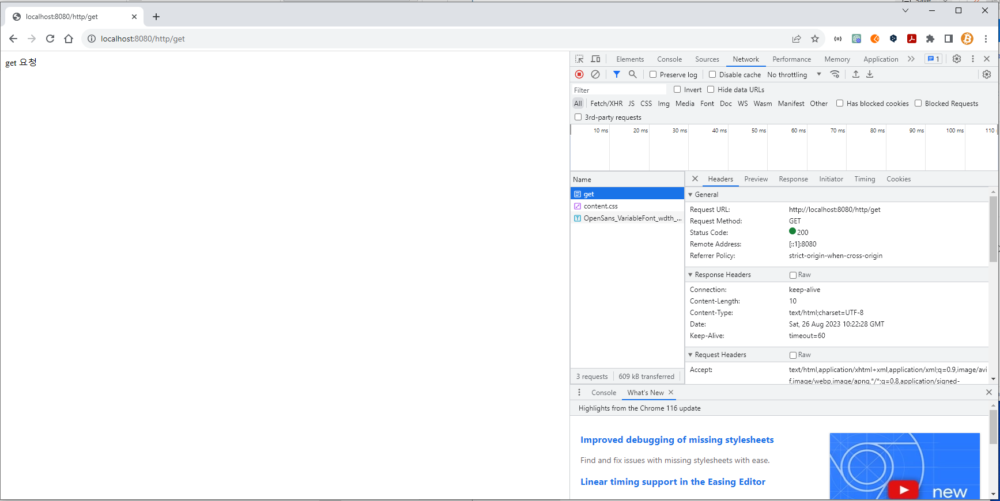 Save
localhost:8080/http/get
localhost:8080/http/get
get 요청
Elements Console Sources Network Performance Memory Application 1
Preserve log Disable cache No throttling
Filter Invert Hide data URLs
All Fetch/XHR JS CSS Img Media Font Doc WS Wasm Manifest Other Has blocked cookies Blocked Requests
3rd-party requests
10 ms 20 ms 30 ms 40 ms 50 ms 60 ms 70 ms 80 ms 90 ms 100 ms 110
Name
get
content.css
OpenSans_VariableFont_wdth_...
3 requests 609 kB transferred
Headers Preview Response Initiator Timing Cookies
General
Request URL: http://localhost:8080/http/get
Request Method: GET
Status Code: 200
Remote Address: [::1]:8080
Referrer Policy: strict-origin-when-cross-origin
Response Headers Raw
Connection: keep-alive
Content-Length: 10
Content-Type: text/html;charset=UTF-8
Date: Sat, 26 Aug 2023 10:22:28 GMT
Keep-Alive: timeout=60
Request Headers Raw
Accept: text/html,application/xhtml+xml,application/xml;q=0.9,image/avi
f,image/webp,image/apng,*/*;q=0.8,application/signed-
Console What's New
Highlights from the Chrome 116 update
Improved debugging of missing stylesheets
Find and fix issues with missing stylesheets with ease.
Linear timing support in the Easing Editor
new